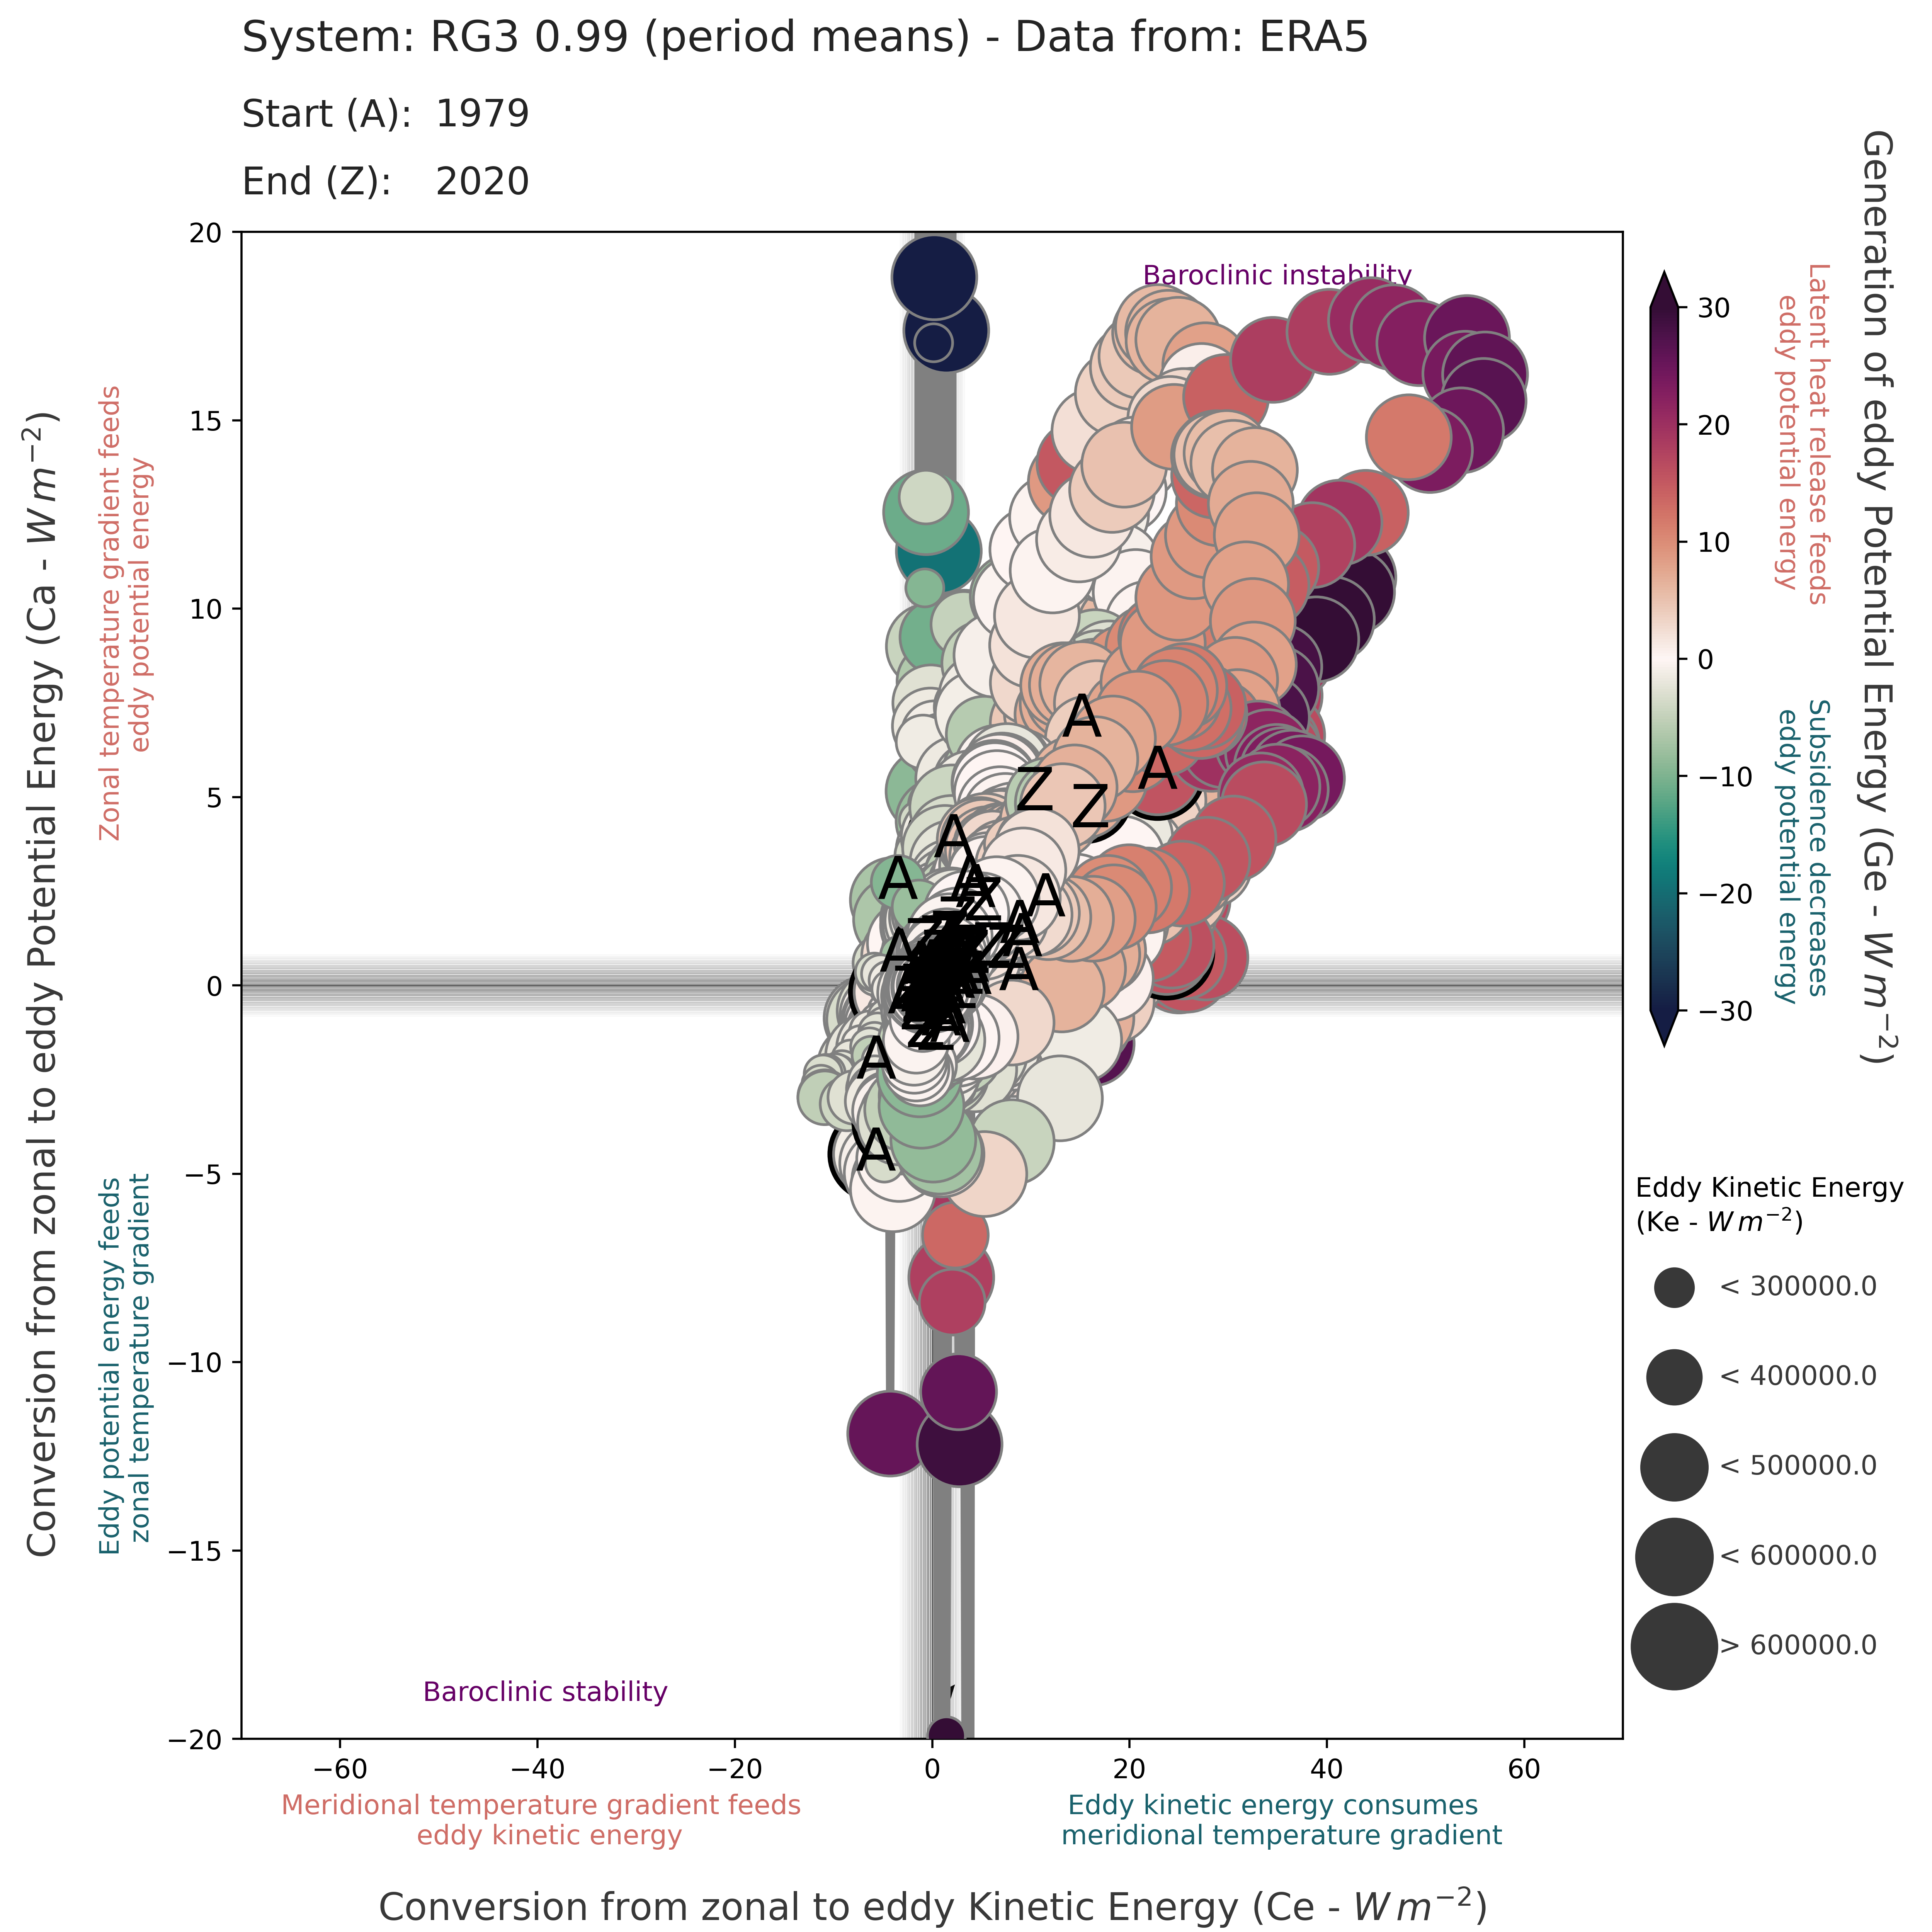 System: RG3 0.99 (period means) - Data from: ERA5
Start (A): 1979
End (Z): 2020
Conversion from zonal to eddy Potential Energy (Ca - W m⁻²)
Zonal temperature gradient feeds
eddy potential energy
Eddy potential energy feeds
zonal temperature gradient
20
15
10
5
0
−5
−10
−15
−20
Baroclinic instability
A
A
Z
Z
A
A
A
A
A
A
A
Baroclinic stability
−60
−40
−20
0
20
40
60
Meridional temperature gradient feeds
eddy kinetic energy
Eddy kinetic energy consumes
meridional temperature gradient
Conversion from zonal to eddy Kinetic Energy (Ce - W m⁻²)
30
20
10
0
−10
−20
−30
Latent heat release feeds
eddy potential energy
Subsidence decreases
eddy potential energy
Generation of eddy Potential Energy (Ge - W m⁻²)
Eddy Kinetic Energy
(Ke - W m⁻²)
< 300000.0
< 400000.0
< 500000.0
< 600000.0
> 600000.0